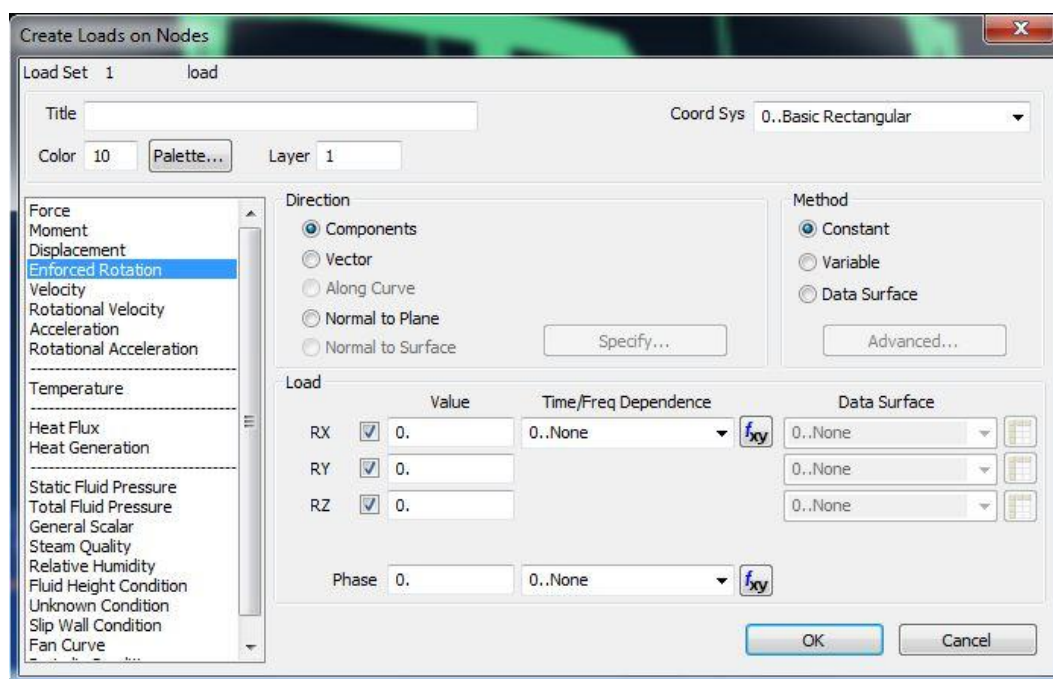 Create Loads on Nodes
Load Set 1 load
Title
Coord Sys 0..Basic Rectangular
Color 10 Palette... Layer 1
Force
Moment
Displacement
Enforced Rotation
Velocity
Rotational Velocity
Acceleration
Rotational Acceleration
Temperature
Heat Flux
Heat Generation
Static Fluid Pressure
Total Fluid Pressure
General Scalar
Steam Quality
Relative Humidity
Fluid Height Condition
Unknown Condition
Slip Wall Condition
Fan Curve
Direction
Components
Vector
Along Curve
Normal to Plane
Normal to Surface
Specify...
Method
Constant
Variable
Data Surface
Advanced...
Load
Value Time/Freq Dependence Data Surface
RX 0. 0..None fxy 0..None
RY 0. 0..None
RZ 0. 0..None
Phase 0. 0..None fxy
OK Cancel